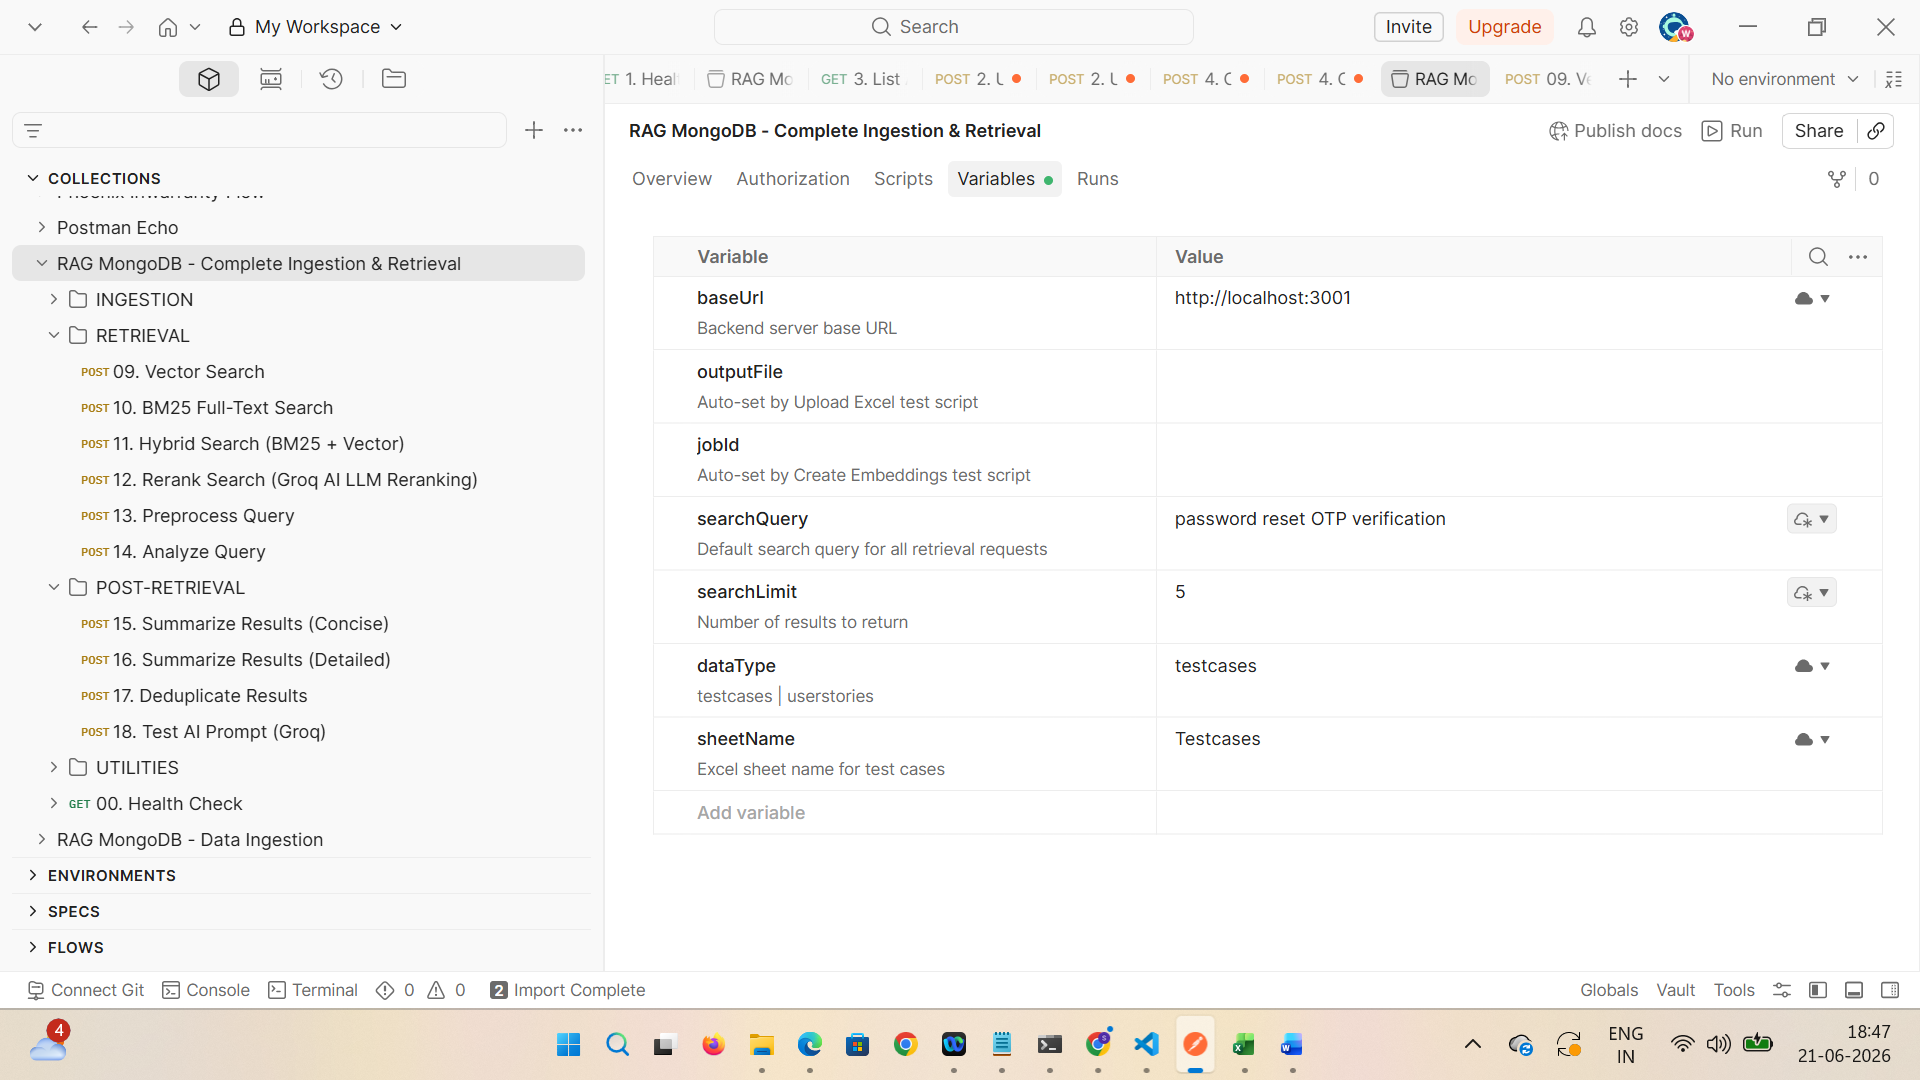 My Workspace
Search
Invite
Upgrade
W
ET 1. Heal
RAG Mo
GET 3. List
POST 2. U
POST 2. U
POST 4. C
POST 4. C
RAG Mo
POST 09. Ve
No environment
RAG MongoDB - Complete Ingestion & Retrieval
Publish docs
Run
Share
Overview
Authorization
Scripts
Variables
Runs
0
COLLECTIONS
Postman Echo
RAG MongoDB - Complete Ingestion & Retrieval
INGESTION
RETRIEVAL
POST 09. Vector Search
POST 10. BM25 Full-Text Search
POST 11. Hybrid Search (BM25 + Vector)
POST 12. Rerank Search (Groq AI LLM Reranking)
POST 13. Preprocess Query
POST 14. Analyze Query
POST-RETRIEVAL
POST 15. Summarize Results (Concise)
POST 16. Summarize Results (Detailed)
POST 17. Deduplicate Results
POST 18. Test AI Prompt (Groq)
UTILITIES
GET 00. Health Check
RAG MongoDB - Data Ingestion
ENVIRONMENTS
SPECS
FLOWS
Variable
Value
baseUrl
http://localhost:3001
Backend server base URL
outputFile
Auto-set by Upload Excel test script
jobId
Auto-set by Create Embeddings test script
searchQuery
password reset OTP verification
Default search query for all retrieval requests
searchLimit
5
Number of results to return
dataType
testcases
testcases | userstories
sheetName
Testcases
Excel sheet name for test cases
Add variable
Connect Git
Console
Terminal
0
0
2 Import Complete
Globals
Vault
Tools
4
ENG
IN
18:47
21-06-2026